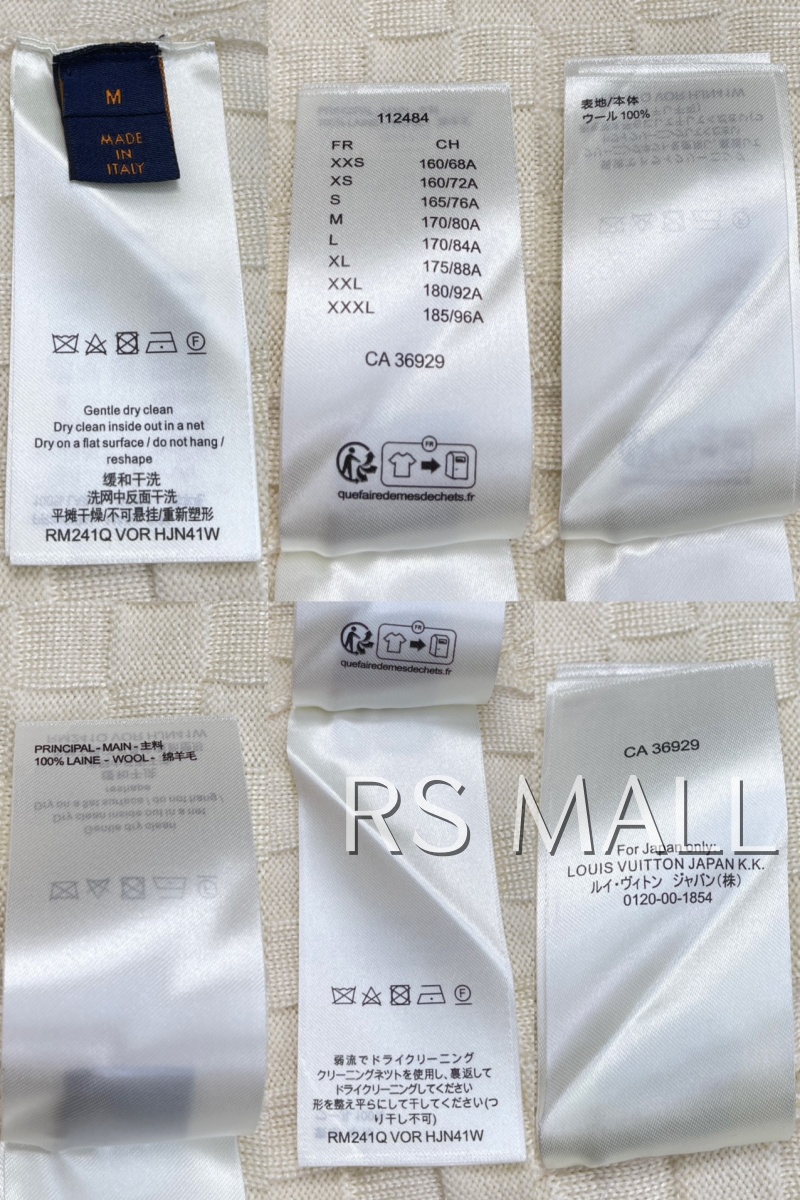 M
MADE
IN
ITALY
Gentle dry clean
Dry clean inside out in a net
Dry on a flat surface / do not hang /
reshape
缓和干洗
洗网中反面干洗
平摊干燥/不可悬挂/重新塑形
RM241Q VOR HJN41W
112484
FR CH
XXS 160/68A
XS 160/72A
S 165/76A
M 170/80A
L 170/84A
XL 175/88A
XXL 180/92A
XXXL 185/96A
CA 36929
FR
quefairedemesdechets.fr
表地/本体
ウール 100%
PRINCIPAL - MAIN - 主料
100% LAINE - WOOL - 绵羊毛
FR
quefairedemesdechets.fr
弱流でドライクリーニング
クリーニングネットを使用し、裏返して
ドライクリーニングしてください
形を整え平らにして干してください(つ
り干し不可)
RM241Q VOR HJN41W
CA 36929
For Japan only:
LOUIS VUITTON JAPAN K.K.
ルイ・ヴィトン ジャパン(株)
0120-00-1854
RS MALL